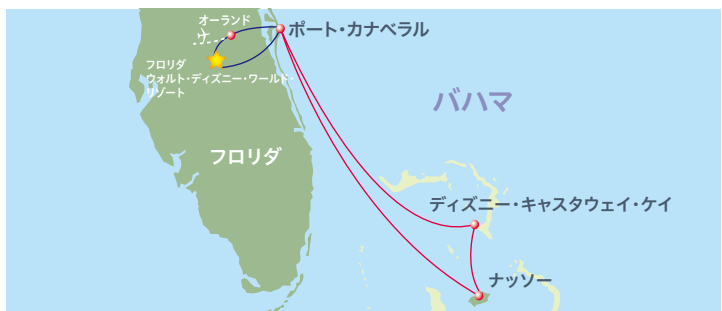 オーランド
ポート・カナベラル
フロリダ
ウォルト・ディズニー・ワールド・
リゾート
バハマ
フロリダ
ディズニー・キャスタウェイ・ケイ
ナッソー